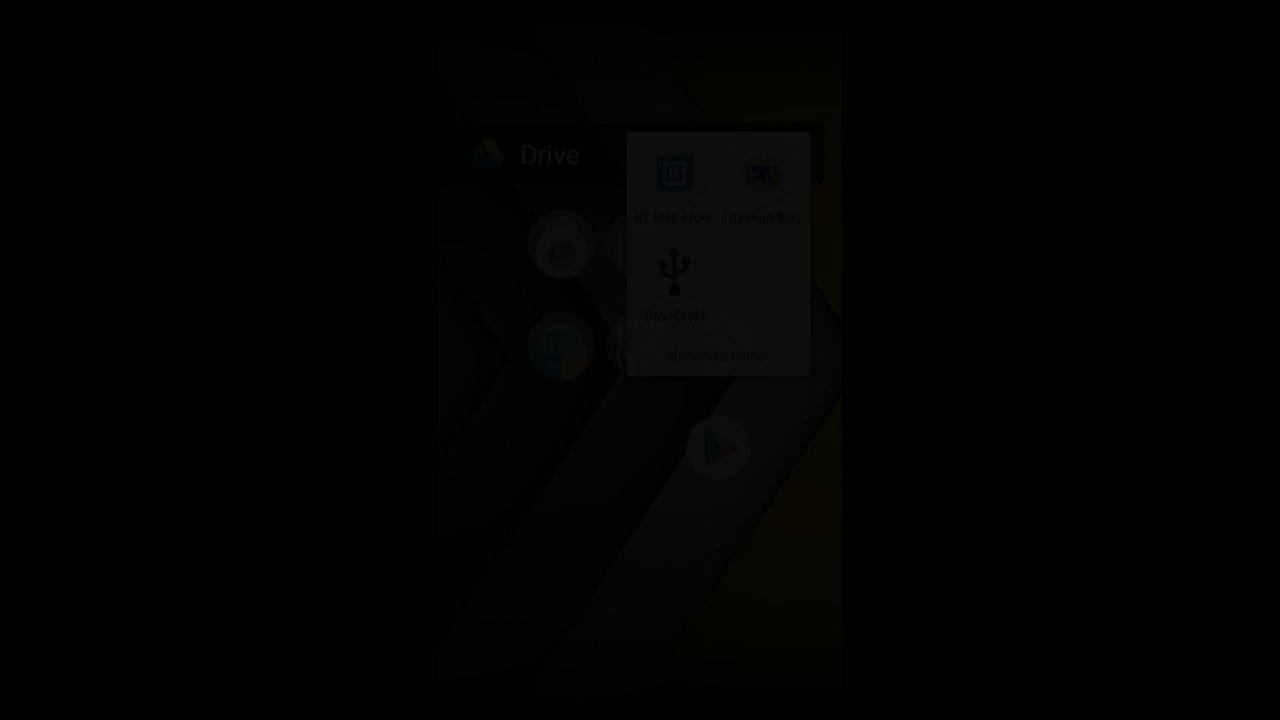 Drive
B1 Free Archi
Titanium Bac
DriveDroid
Unnamed Folder